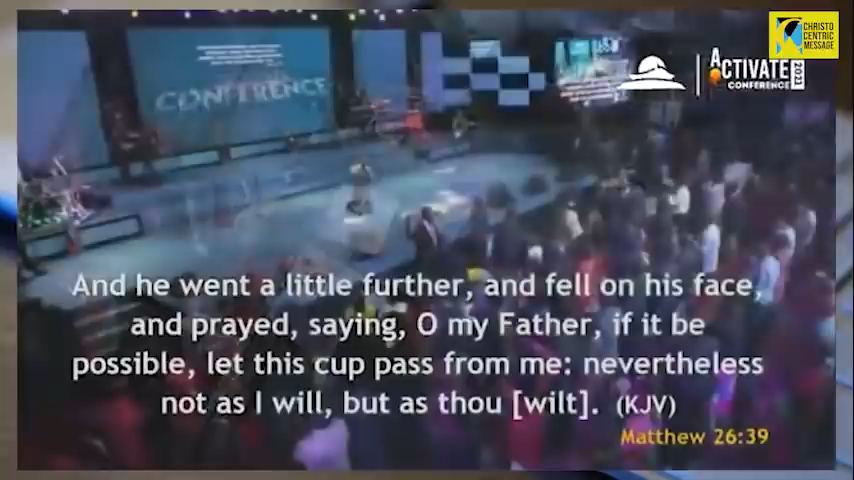 CHRISTO
CENTRIC
MESSAGE
ACTIVATE
CONFERENCE
2021
CONFERENCE
And he went a little further, and fell on his face,
and prayed, saying, O my Father, if it be
possible, let this cup pass from me: nevertheless
not as I will, but as thou [wilt]. (KJV)
Matthew 26:39